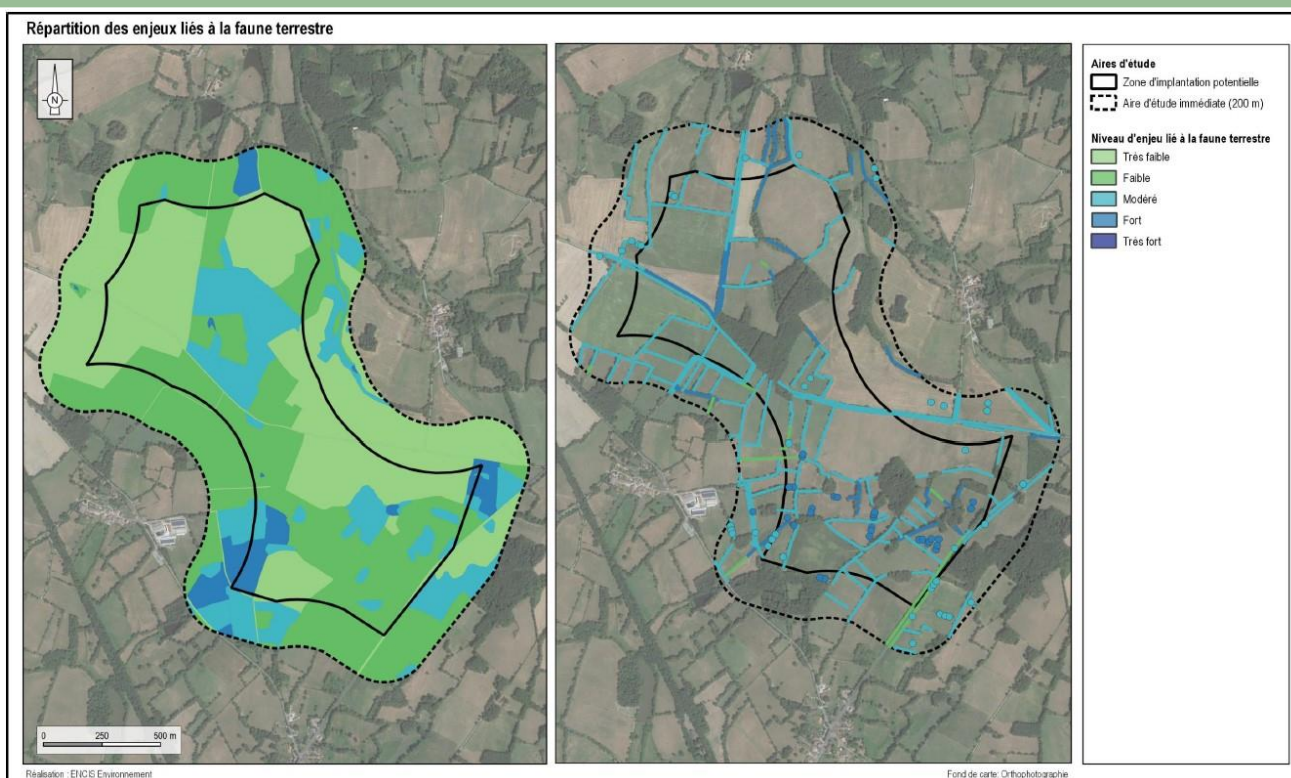 Répartition des enjeux liés à la faune terrestre
N
Aires d'étude
Zone d'implantation potentielle
Aire d'étude immédiate (200 m)
Niveau d'enjeu lié à la faune terrestre
Très faible
Faible
Modéré
Fort
Très fort
0 250 500 m
Réalisation : ENCIS Environnement
Fond de carte: Orthophotographie